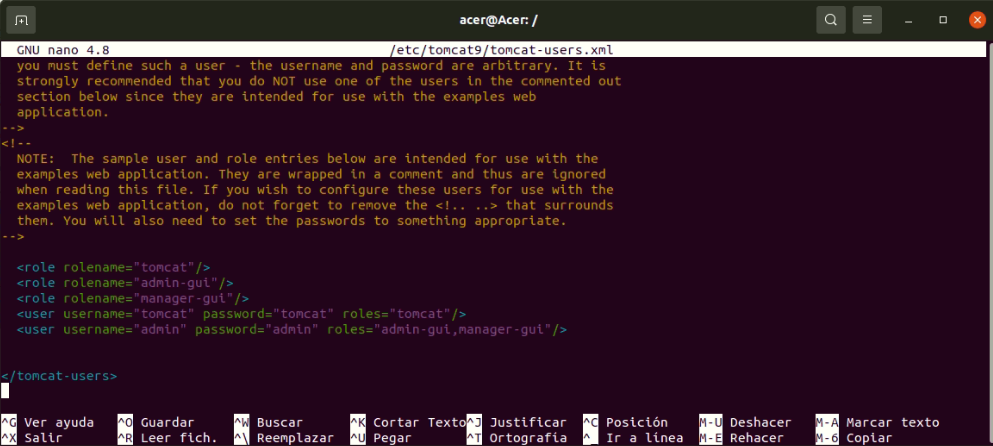 acer@Acer: /
GNU nano 4.8 /etc/tomcat9/tomcat-users.xml
you must define such a user - the username and password are arbitrary. It is
strongly recommended that you do NOT use one of the users in the commented out
section below since they are intended for use with the examples web
application.
-->
<!--
NOTE:  The sample user and role entries below are intended for use with the
examples web application. They are wrapped in a comment and thus are ignored
when reading this file. If you wish to configure these users for use with the
examples web application, do not forget to remove the <!.. ..> that surrounds
them. You will also need to set the passwords to something appropriate.
-->
<role rolename="tomcat"/>
<role rolename="admin-gui"/>
<role rolename="manager-gui"/>
<user username="tomcat" password="tomcat" roles="tomcat"/>
<user username="admin" password="admin" roles="admin-gui,manager-gui"/>
</tomcat-users>
^G Ver ayuda ^O Guardar ^W Buscar ^K Cortar Texto ^J Justificar ^C Posición M-U Deshacer M-A Marcar texto
^X Salir ^R Leer fich. ^\ Reemplazar ^U Pegar ^T Ortografía ^_ Ir a línea M-E Rehacer M-6 Copiar